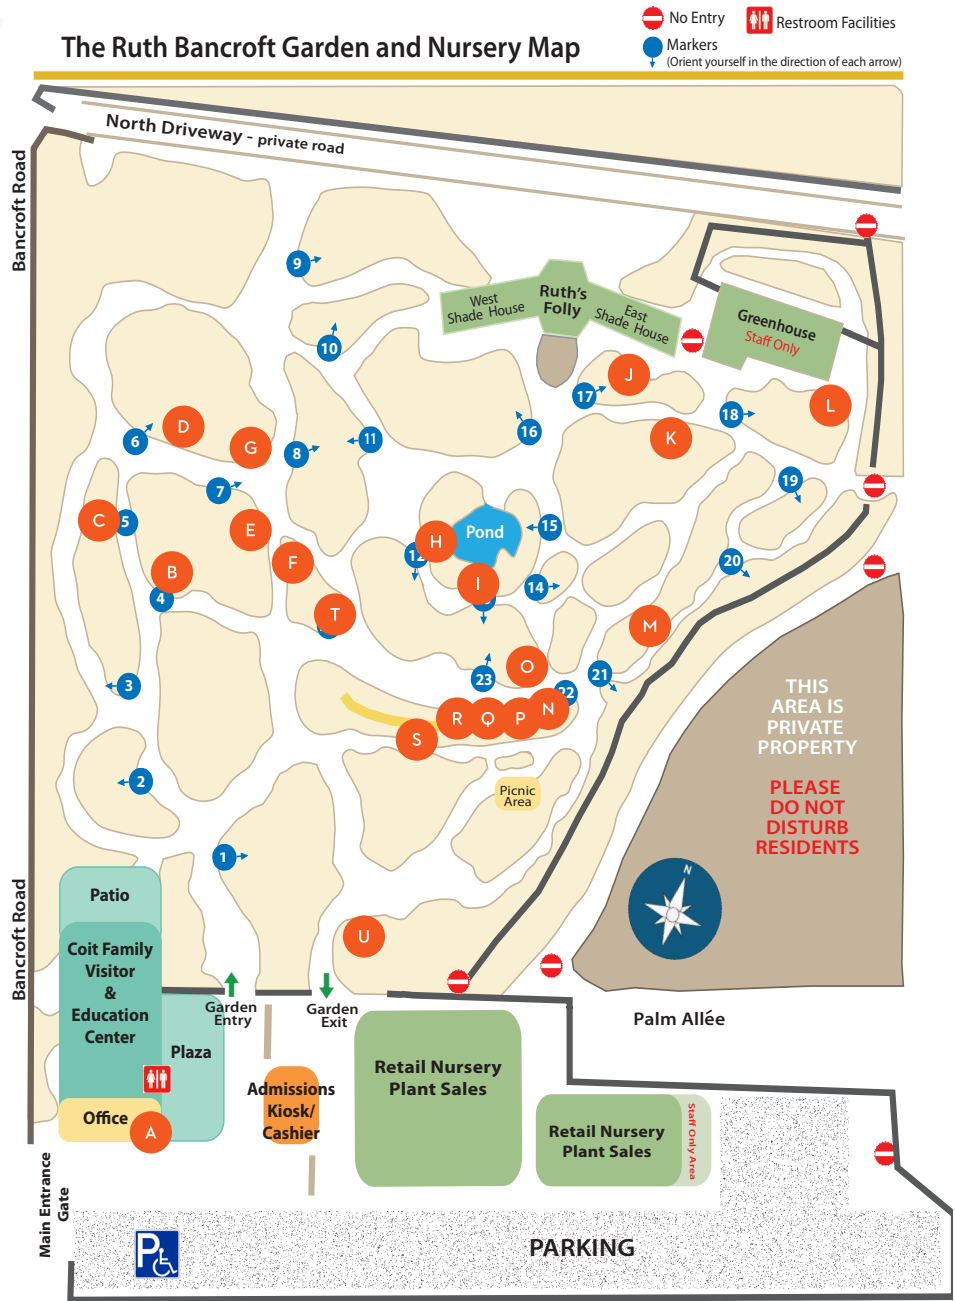 No Entry
Restroom Facilities
Markers
(Orient yourself in the direction of each arrow)
The Ruth Bancroft Garden and Nursery Map
North Driveway - private road
Bancroft Road
9
West
Shade House
Ruth's
Folly
East
Shade House
Greenhouse
Staff Only
10
J
17
L
18
D
6
G
8
11
16
K
7
19
C
5
E
H
Pond
15
12
F
B
4
I
14
20
T
M
O
23
21
3
22
R
Q
P
N
S
THIS
AREA IS
PRIVATE
PROPERTY
PLEASE
DO NOT
DISTURB
RESIDENTS
2
Picnic
Area
1
N
U
Bancroft Road
Patio
Coit Family
Visitor
&
Education
Center
Plaza
Garden
Entry
Garden
Exit
Palm Allée
Retail Nursery
Plant Sales
Admissions
Kiosk/
Cashier
Office
A
Retail Nursery
Plant Sales
Staff Only Area
Main Entrance
Gate
P
PARKING